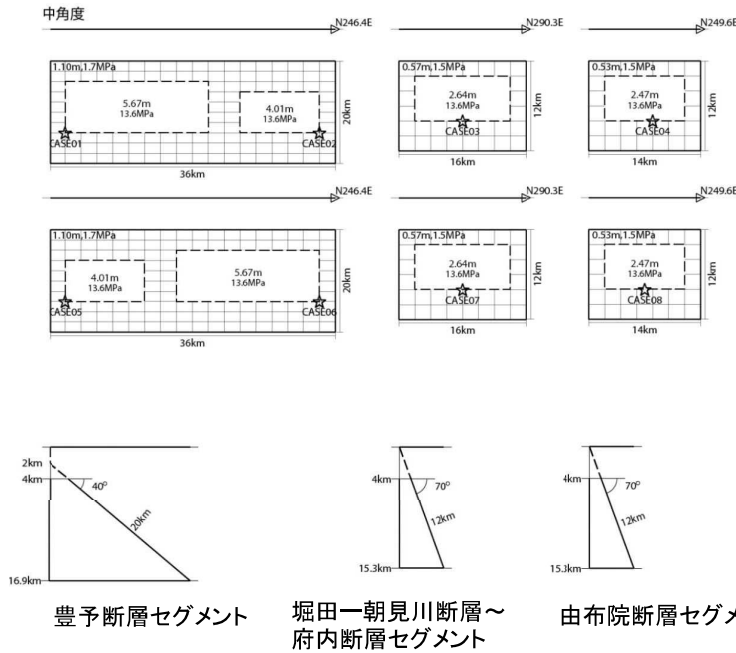 中角度
N246.4E
N290.3E
N249.6E
1.10m,1.7MPa
5.67m
13.6MPa
4.01m
13.6MPa
CASE01
CASE02
20km
36km
0.57m,1.5MPa
2.64m
13.6MPa
CASE03
12km
16km
0.53m,1.5MPa
2.47m
13.6MPa
CASE04
12km
14km
N246.4E
N290.3E
N249.6E
1.10m,1.7MPa
4.01m
13.6MPa
5.67m
13.6MPa
CASE05
CASE06
20km
36km
0.57m,1.5MPa
2.64m
13.6MPa
CASE07
12km
16km
0.53m,1.5MPa
2.47m
13.6MPa
CASE08
12km
14km
2km
4km
40°
20km
16.9km
豊予断層セグメント
4km
70°
12km
15.3km
堀田ー朝見川断層～
府内断層セグメント
4km
70°
12km
15.3km
由布院断層セグメ